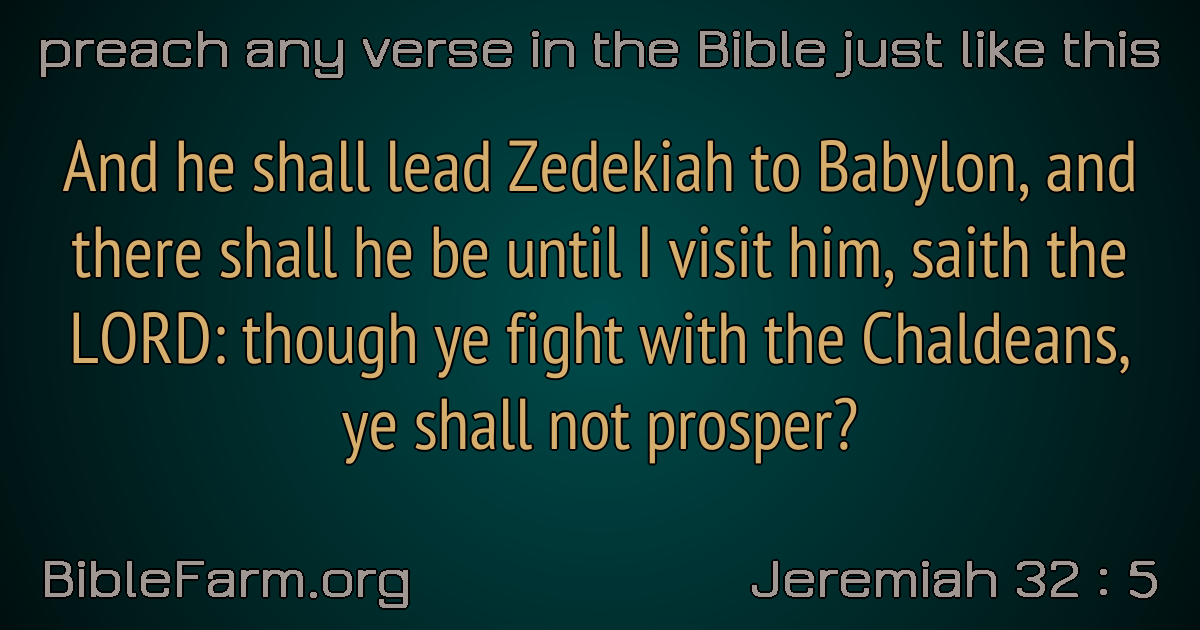 preach any verse in the Bible just like this
And he shall lead Zedekiah to Babylon, and
there shall he be until I visit him, saith the
LORD: though ye fight with the Chaldeans,
ye shall not prosper?
BibleFarm.org
Jeremiah 32 : 5